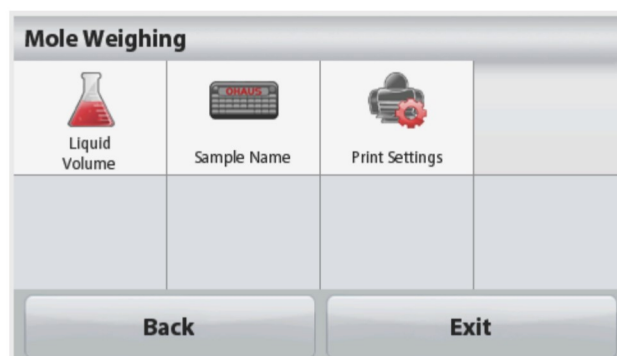 Mole Weighing
OHAUS
Liquid
Volume
Sample Name
Print Settings
Back
Exit